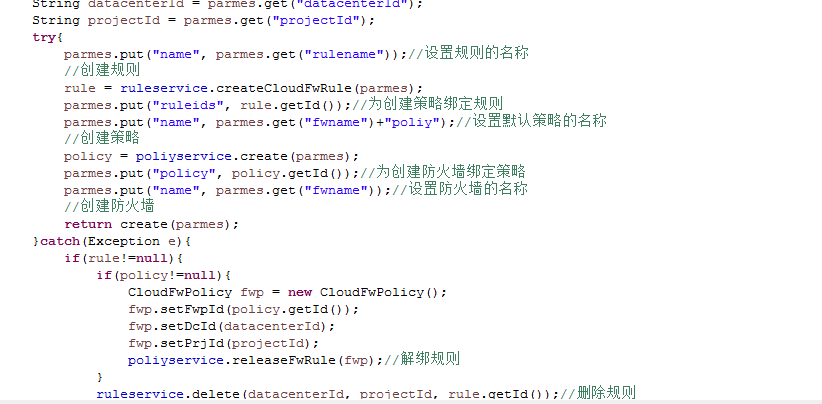 String datacenterId = parmes.get("datacenterId");
String projectId = parmes.get("projectId");
try{
parmes.put("name", parmes.get("rulename"));//设置规则的名称
//创建规则
rule = ruleservice.createCloudFwRule(parmes);
parmes.put("ruleids", rule.getId());//为创建策略绑定规则
parmes.put("name", parmes.get("fwname")+"poliy");//设置默认策略的名称
//创建策略
policy = poliyservice.create(parmes);
parmes.put("policy", policy.getId());//为创建防火墙绑定策略
parmes.put("name", parmes.get("fwname"));//设置防火墙的名称
//创建防火墙
return create(parmes);
}catch(Exception e){
if(rule!=null){
if(policy!=null){
CloudFwPolicy fwp = new CloudFwPolicy();
fwp.setFwpId(policy.getId());
fwp.setDcId(datacenterId);
fwp.setPrjId(projectId);
poliyservice.releaseFwRule(fwp);//解绑规则
}
ruleservice.delete(datacenterId, projectId, rule.getId());//删除规则